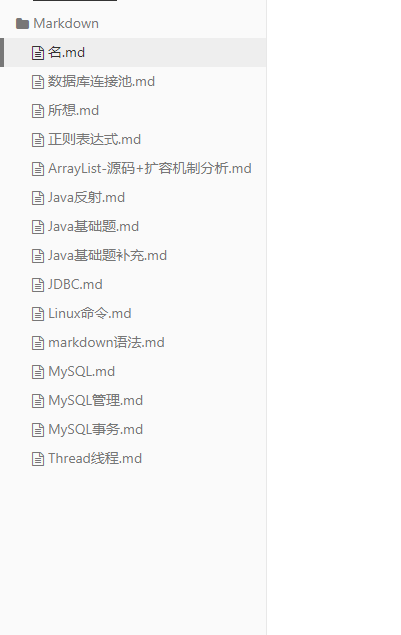 Markdown
名.md
数据库连接池.md
所想.md
正则表达式.md
ArrayList-源码+扩容机制分析.md
Java反射.md
Java基础题.md
Java基础题补充.md
JDBC.md
Linux命令.md
markdown语法.md
MySQL.md
MySQL管理.md
MySQL事务.md
Thread线程.md